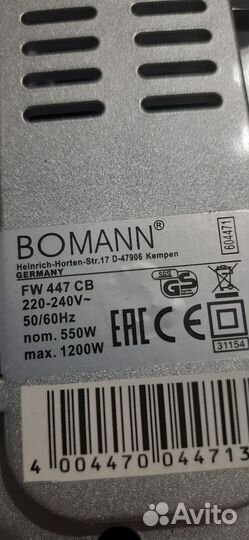 BOMANN®
Heinrich-Horten-Str.17 D-47906 Kempen
GERMANY
604471
FW 447 CB
220-240V~
50/60Hz
nom. 550W
max. 1200W
GS
EAC CE
31154
4 004470 044713
Avito